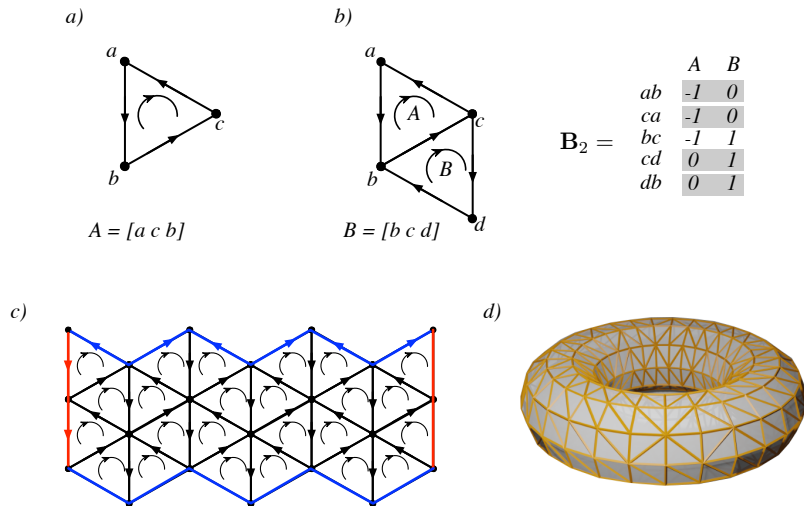 a)
a
b
c
A = [a c b]
b)
a
b
c
d
A
B
B = [b c d]
B₂ =
A B
ab -1 0
ca -1 0
bc -1 1
cd 0 1
db 0 1
c)
d)